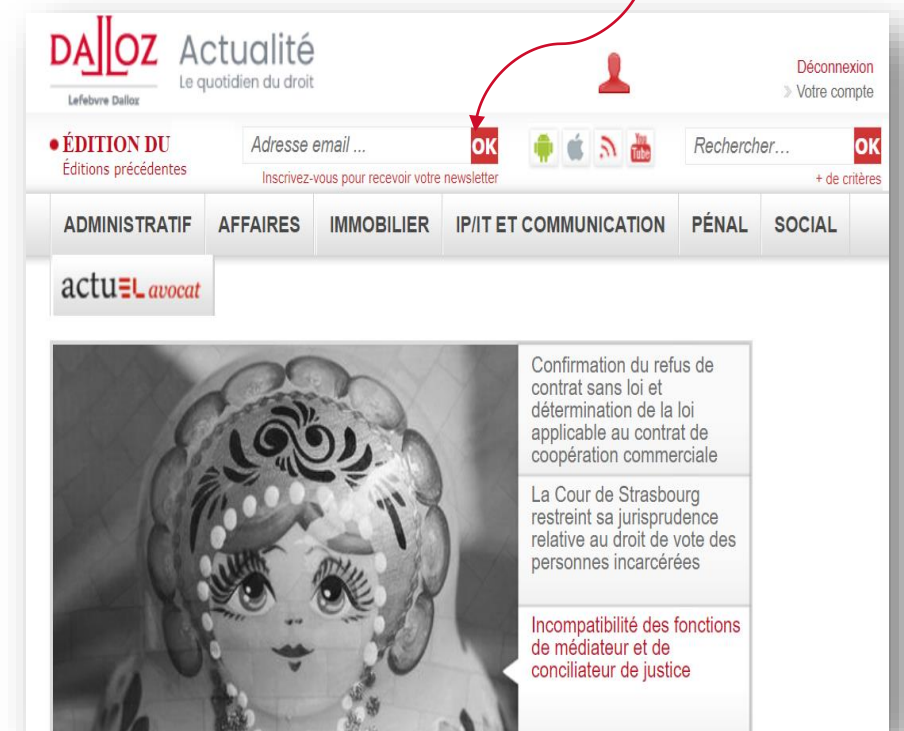 DALLOZ Actualité
Le quotidien du droit
Lefebvre Dalloz
Déconnexion
Votre compte
ÉDITION DU
Éditions précédentes
Adresse email ...
OK
Inscrivez-vous pour recevoir votre newsletter
You
Tube
Rechercher...
OK
+ de critères
ADMINISTRATIF AFFAIRES IMMOBILIER IP/IT ET COMMUNICATION PÉNAL SOCIAL
actuEL avocat
Confirmation du refus de
contrat sans loi et
détermination de la loi
applicable au contrat de
coopération commerciale
La Cour de Strasbourg
restreint sa jurisprudence
relative au droit de vote des
personnes incarcérées
Incompatibilité des fonctions
de médiateur et de
conciliateur de justice